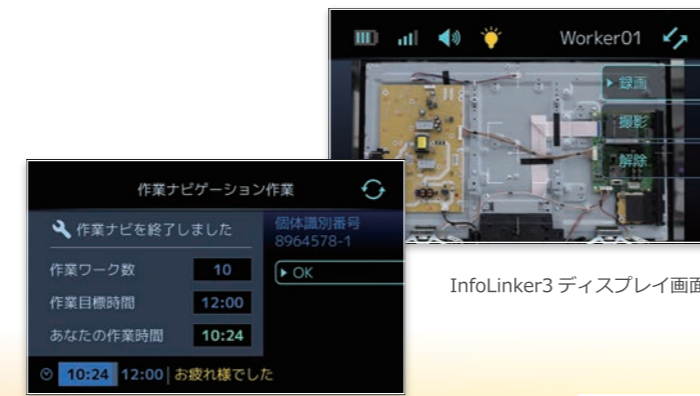 Worker01
録画
撮影
解除
作業ナビゲーション作業
作業ナビを終了しました
個体識別番号
8964578-1
作業ワーク数 10
OK
作業目標時間 12:00
あなたの作業時間 10:24
10:24 12:00 お疲れ様でした
InfoLinker3 ディスプレイ画面